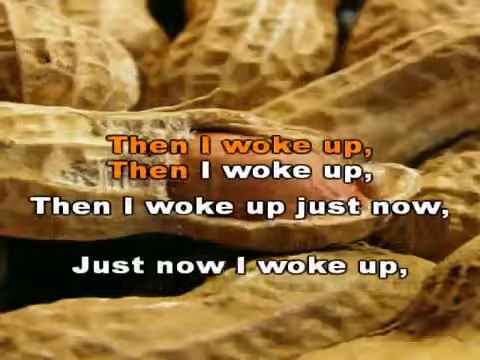 Then I woke up,
Then I woke up,
Then I woke up just now,
Just now I woke up,